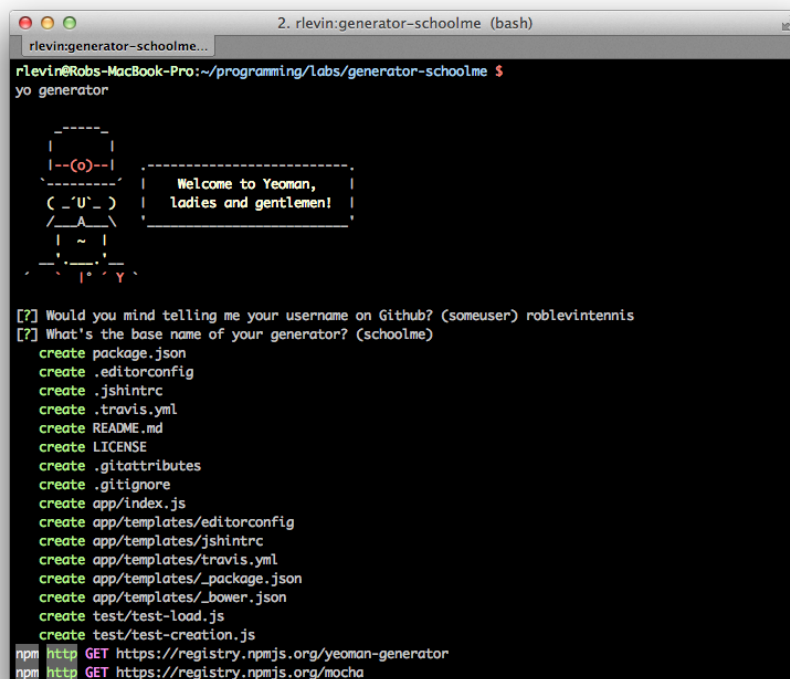 2. rlevin:generator-schoolme (bash)
rlevin:generator-schoolme...
rlevin@Robs-MacBook-Pro:~/programming/labs/generator-schoolme $
yo generator
     _-----_
    |       |
    |--(o)--|   .--------------------------.
   `---------´  |    Welcome to Yeoman,    |
    ( _´U`_ )   |   ladies and gentlemen!  |
    /___A___\   '__________________________'
     |  ~  |
   __'.___.'__
 ´   `  |° ´ Y `
[?] Would you mind telling me your username on Github? (someuser) roblevintennis
[?] What's the base name of your generator? (schoolme)
   create package.json
   create .editorconfig
   create .jshintrc
   create .travis.yml
   create README.md
   create LICENSE
   create .gitattributes
   create .gitignore
   create app/index.js
   create app/templates/editorconfig
   create app/templates/jshintrc
   create app/templates/travis.yml
   create app/templates/_package.json
   create app/templates/_bower.json
   create test/test-load.js
   create test/test-creation.js
npm http GET https://registry.npmjs.org/yeoman-generator
npm http GET https://registry.npmjs.org/mocha